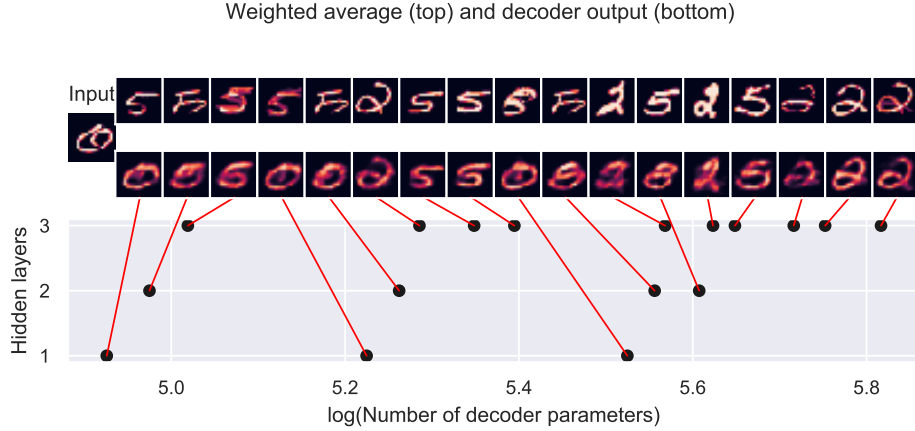 Weighted average (top) and decoder output (bottom)
Input
Hidden layers
3
2
1
5.0 5.2 5.4 5.6 5.8
log(Number of decoder parameters)